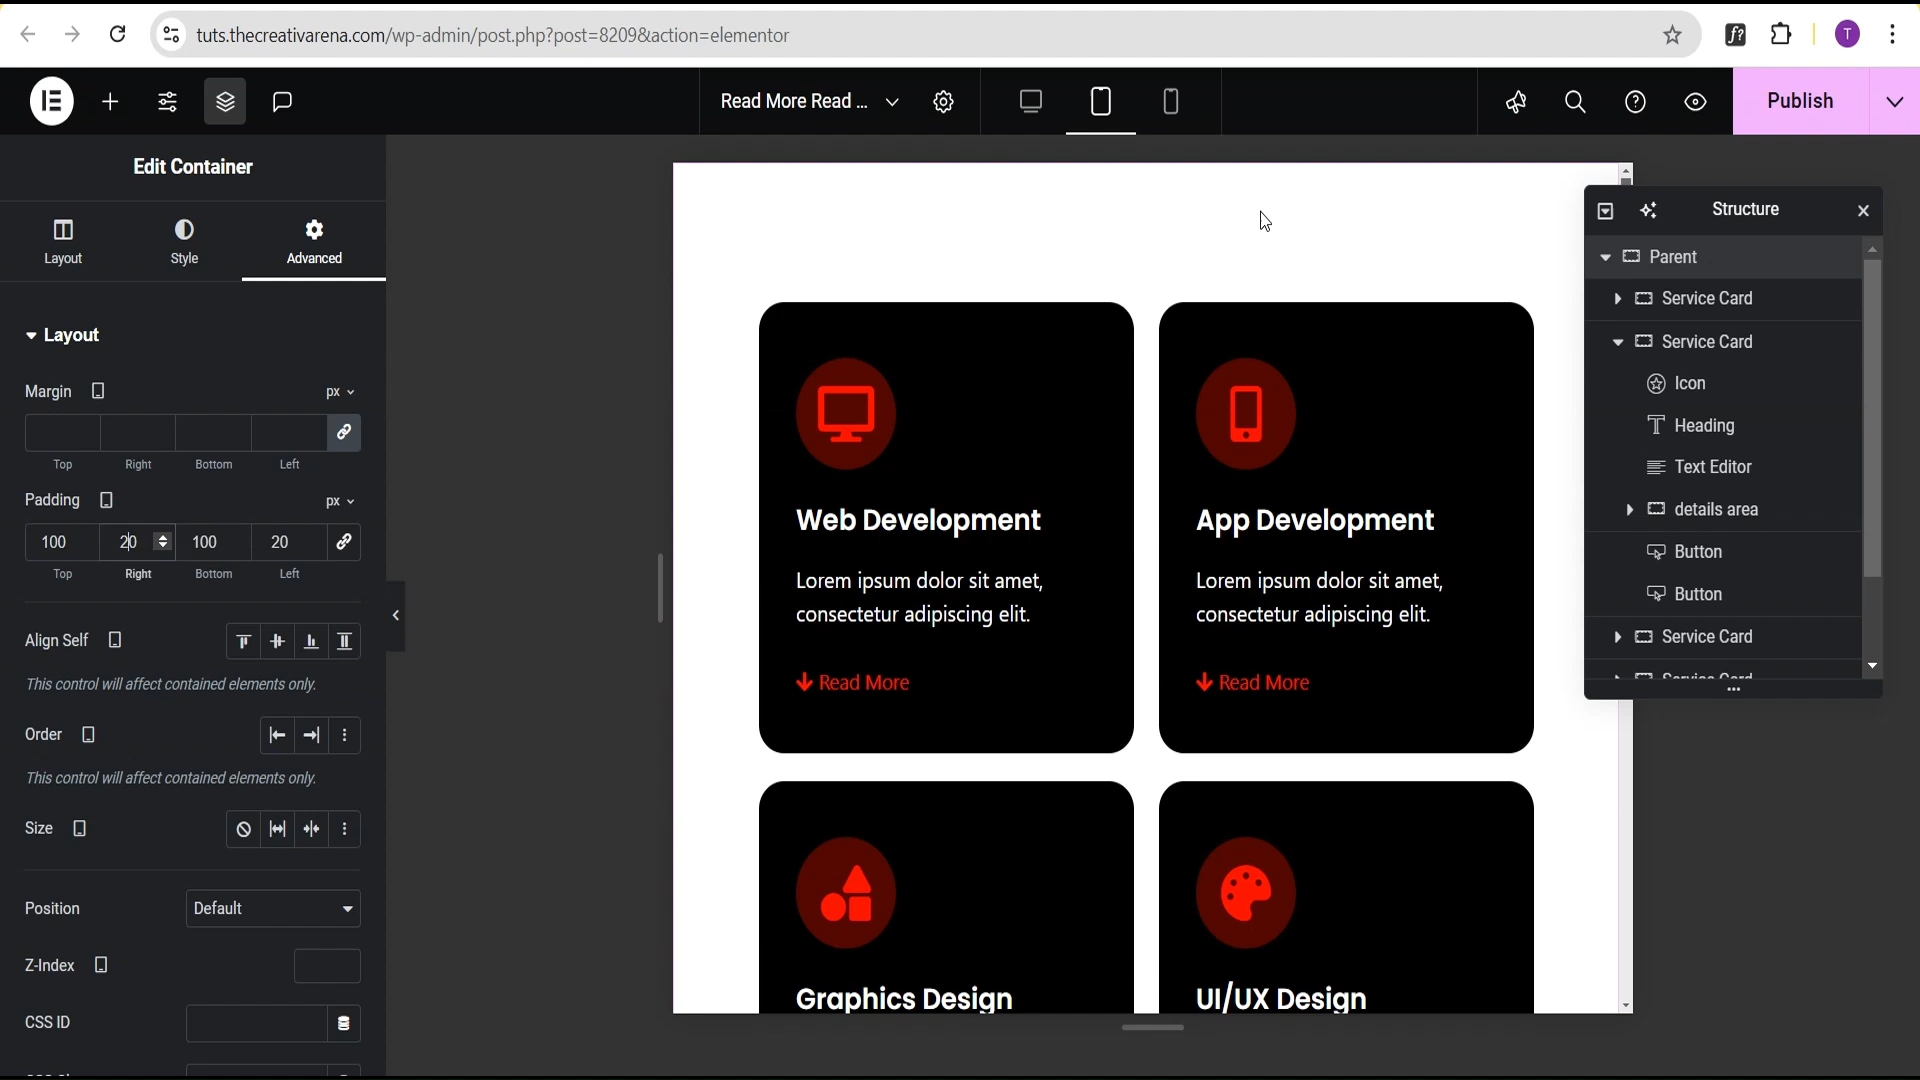 tuts.thecreativarena.com/wp-admin/post.php?post=8209&action=elementor
T
Read More Read ...
Publish
Edit Container
Layout
Style
Advanced
Layout
Margin
px
Top
Right
Bottom
Left
Padding
px
100
20
100
20
Top
Right
Bottom
Left
Align Self
This control will affect contained elements only.
Order
This control will affect contained elements only.
Size
Position
Default
Z-Index
CSS ID
Web Development
Lorem ipsum dolor sit amet,
consectetur adipiscing elit.
Read More
App Development
Lorem ipsum dolor sit amet,
consectetur adipiscing elit.
Read More
Graphics Design
UI/UX Design
Structure
Parent
Service Card
Service Card
Icon
Heading
Text Editor
details area
Button
Button
Service Card
Service Card